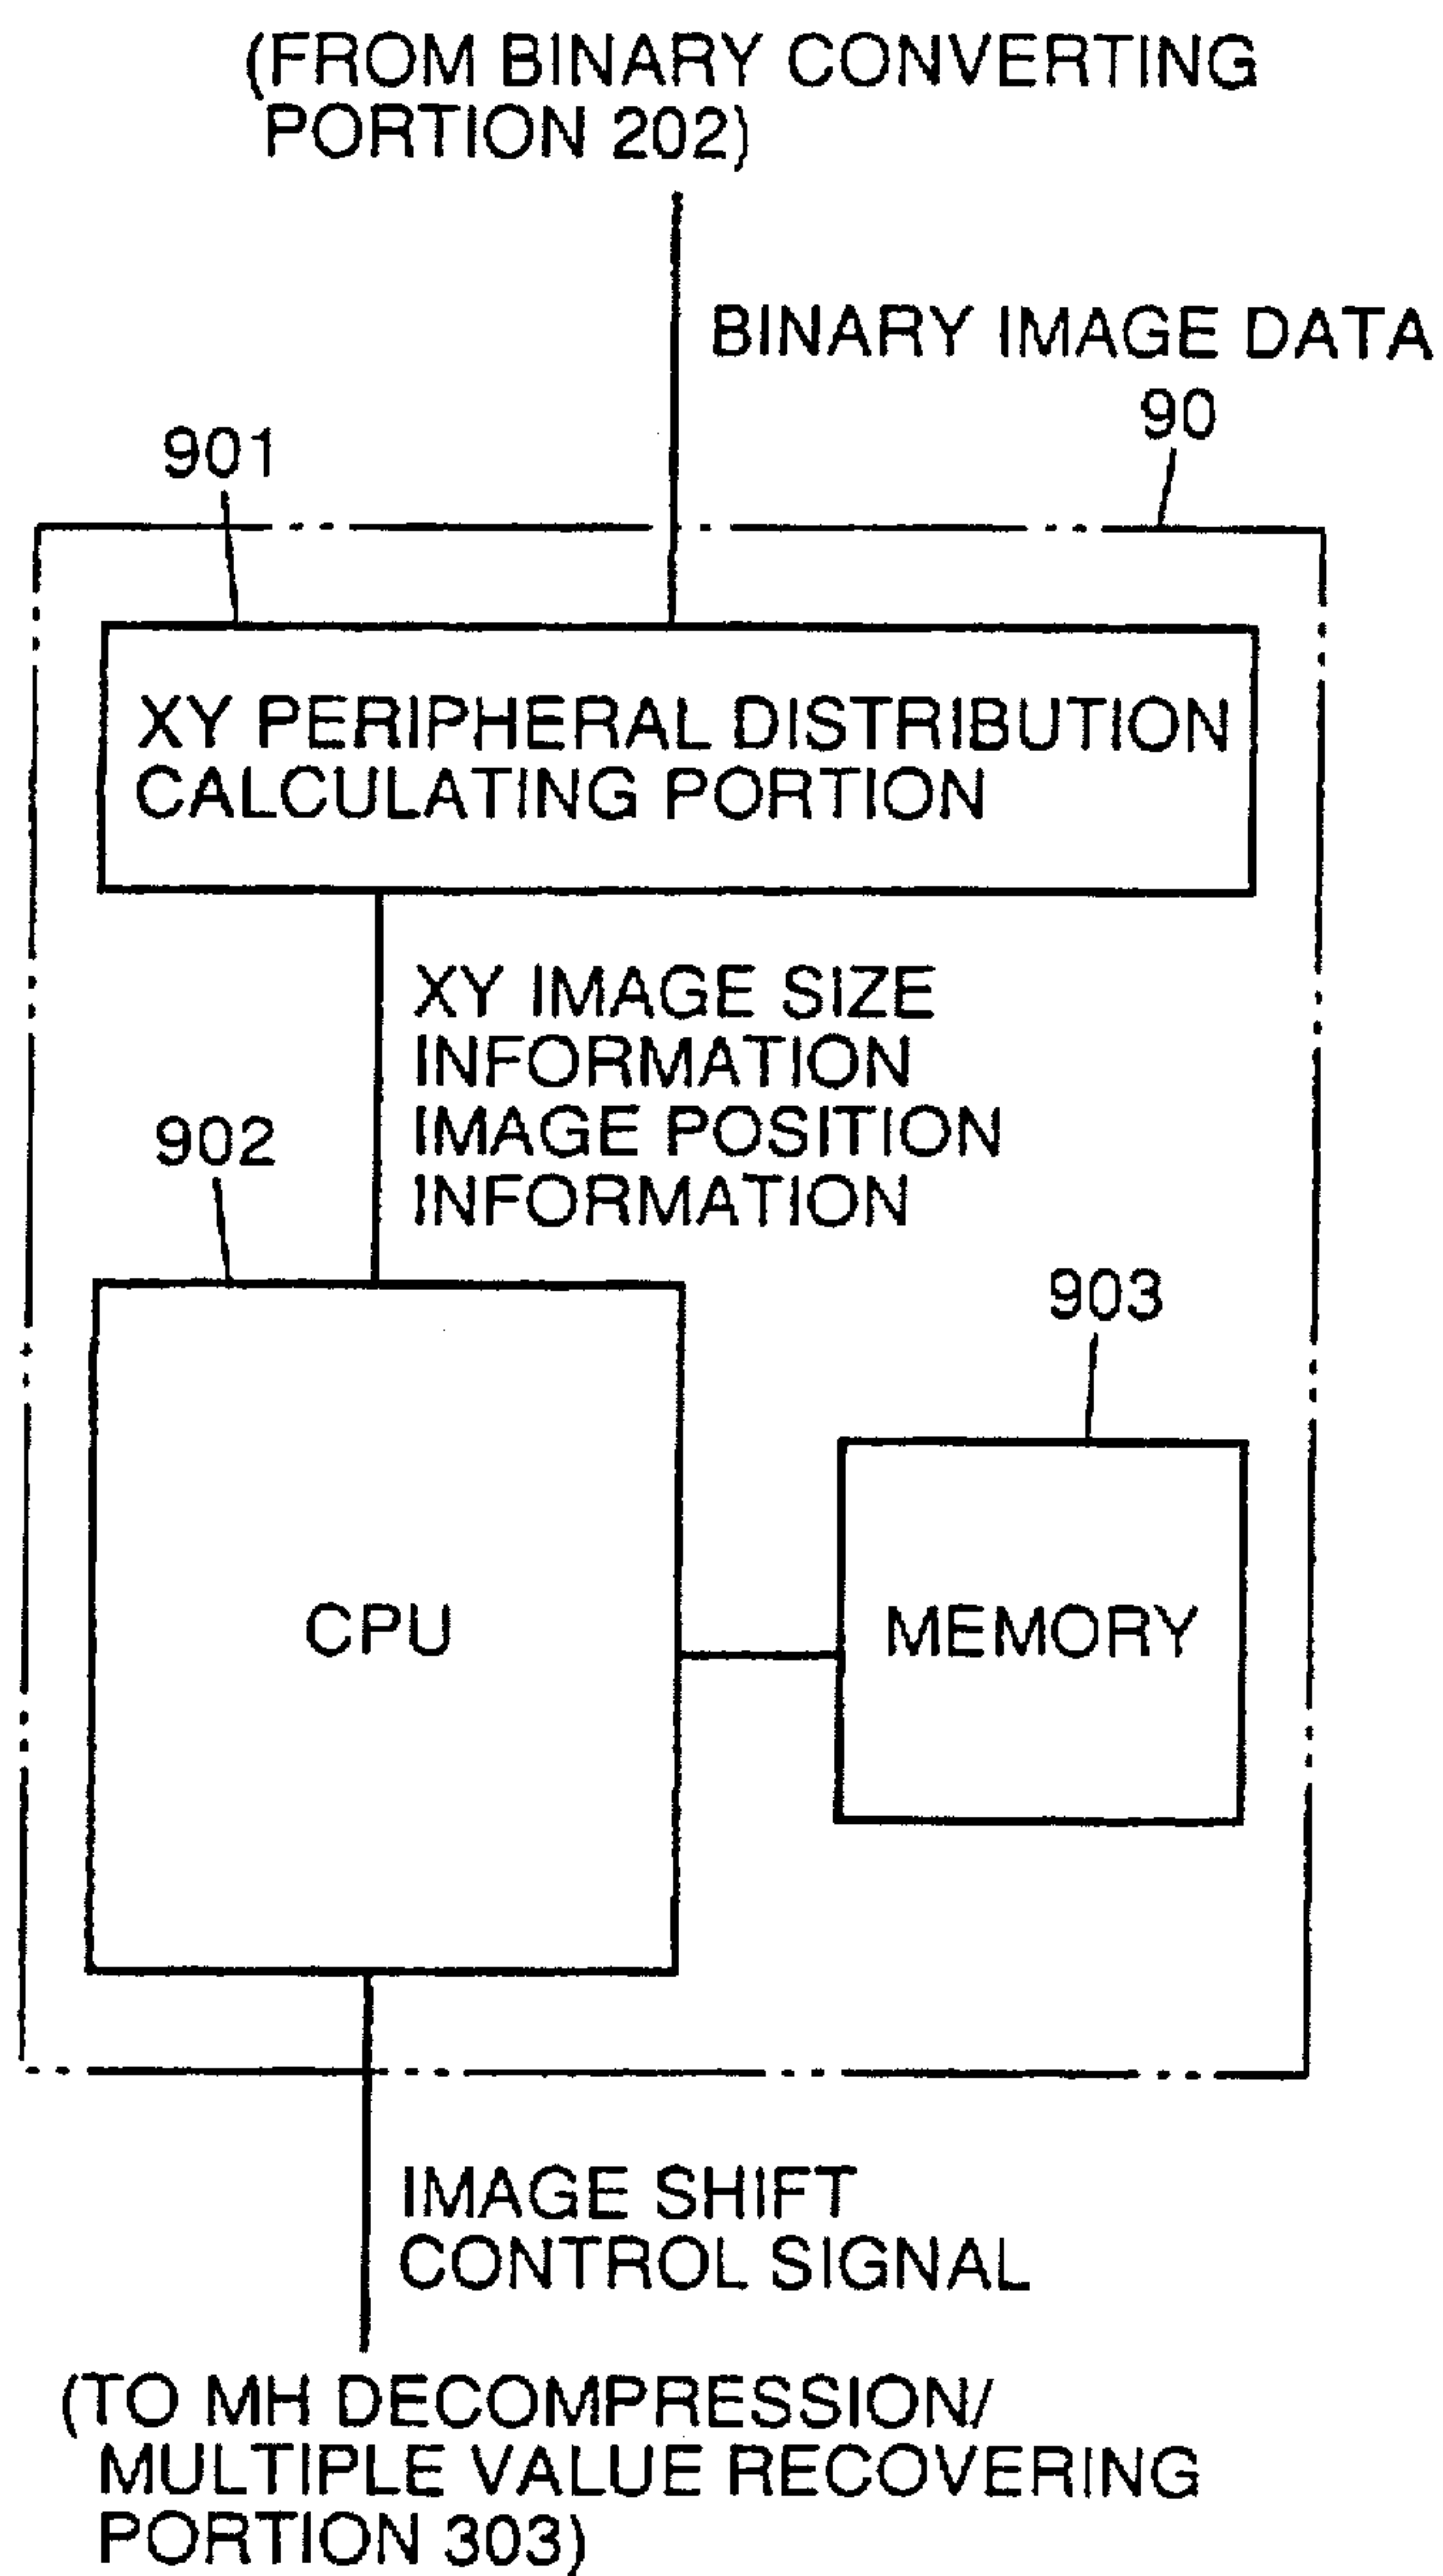 (FROM BINARY CONVERTING
PORTION 202)
BINARY IMAGE DATA
90
901
XY PERIPHERAL DISTRIBUTION
CALCULATING PORTION
XY IMAGE SIZE
INFORMATION
IMAGE POSITION
INFORMATION
902
903
CPU
MEMORY
IMAGE SHIFT
CONTROL SIGNAL
(TO MH DECOMPRESSION/
MULTIPLE VALUE RECOVERING
PORTION 303)